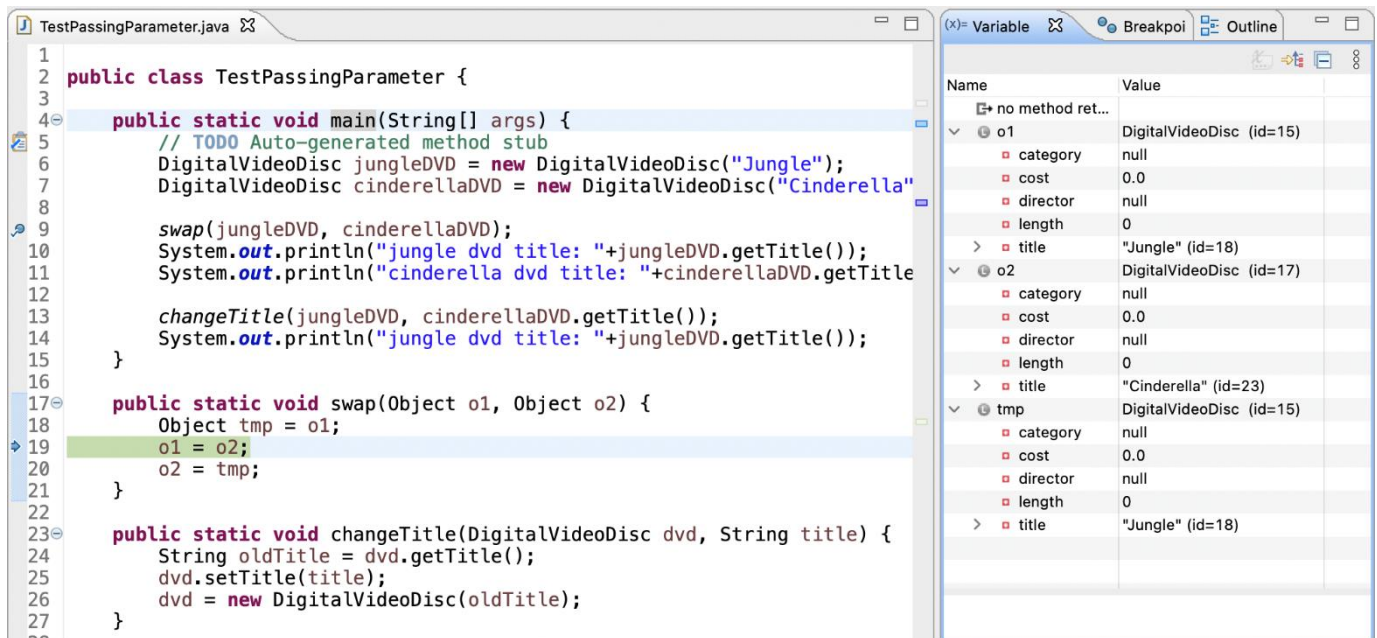 TestPassingParameter.java
1
2 public class TestPassingParameter {
3
4 public static void main(String[] args) {
5 // TODO Auto-generated method stub
6 DigitalVideoDisc jungleDVD = new DigitalVideoDisc("Jungle");
7 DigitalVideoDisc cinderellaDVD = new DigitalVideoDisc("Cinderella"
8
9 swap(jungleDVD, cinderellaDVD);
10 System.out.println("jungle dvd title: "+jungleDVD.getTitle());
11 System.out.println("cinderella dvd title: "+cinderellaDVD.getTitle
12
13 changeTitle(jungleDVD, cinderellaDVD.getTitle());
14 System.out.println("jungle dvd title: "+jungleDVD.getTitle());
15 }
16
17 public static void swap(Object o1, Object o2) {
18 Object tmp = o1;
19 o1 = o2;
20 o2 = tmp;
21 }
22
23 public static void changeTitle(DigitalVideoDisc dvd, String title) {
24 String oldTitle = dvd.getTitle();
25 dvd.setTitle(title);
26 dvd = new DigitalVideoDisc(oldTitle);
27 }
(x)= Variable Breakpoi Outline
Name Value
no method ret...
o1 DigitalVideoDisc (id=15)
category null
cost 0.0
director null
length 0
title "Jungle" (id=18)
o2 DigitalVideoDisc (id=17)
category null
cost 0.0
director null
length 0
title "Cinderella" (id=23)
tmp DigitalVideoDisc (id=15)
category null
cost 0.0
director null
length 0
title "Jungle" (id=18)